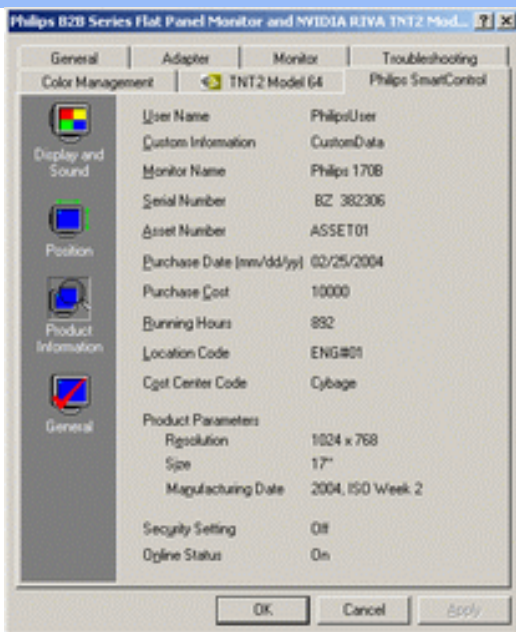 Philips B2B Series Flat Panel Monitor and NVIDIA RIVA TNT2 Mod...
General Adapter Monitor Troubleshooting
Color Management TNT2 Model 64 Philips SmartControl
Display and
Sound
Position
Product
Information
General
User Name PhilipsUser
Custom Information CustomData
Monitor Name Philips 170B
Serial Number BZ 382306
Asset Number ASSET01
Purchase Date (mm/dd/yy) 02/25/2004
Purchase Cost 10000
Running Hours 892
Location Code ENG#01
Cost Center Code Cybage
Product Parameters
Resolution 1024 x 768
Size 17"
Manufacturing Date 2004, ISO Week 2
Security Setting Off
Online Status On
OK Cancel Apply